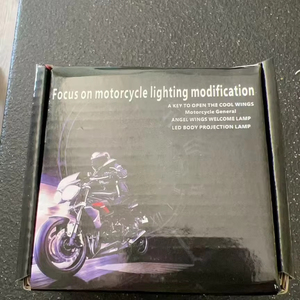 Focus on motorcycle lighting modification
A KEY TO OPEN THE COOL WINGS
Motorcycle General
ANGEL WINGS WELCOME LAMP
LED BODY PROJECTION LAMP